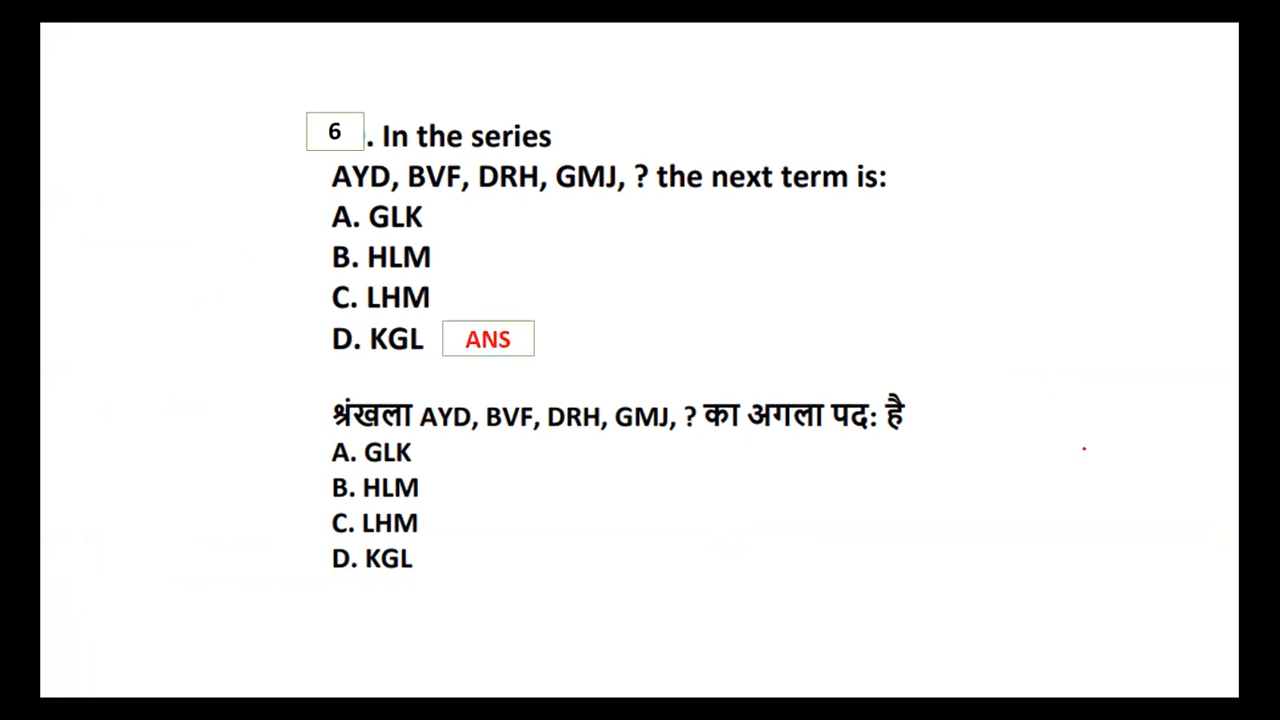 6 . In the series
AYD, BVF, DRH, GMJ, ? the next term is:
A. GLK
B. HLM
C. LHM
D. KGL ANS
श्रंखला AYD, BVF, DRH, GMJ, ? का अगला पद: है
A. GLK
B. HLM
C. LHM
D. KGL